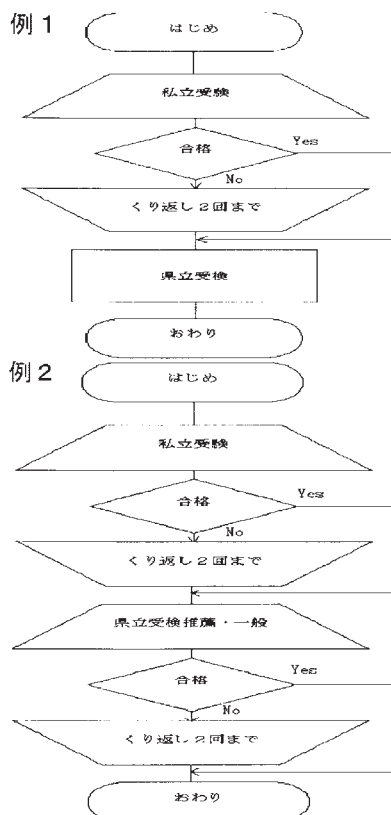 例1
はじめ
私立受験
合格
Yes
No
くり返し2回まで
県立受検
おわり
例2
はじめ
私立受験
合格
Yes
No
くり返し2回まで
県立受検推薦・一般
合格
Yes
No
くり返し2回まで
おわり